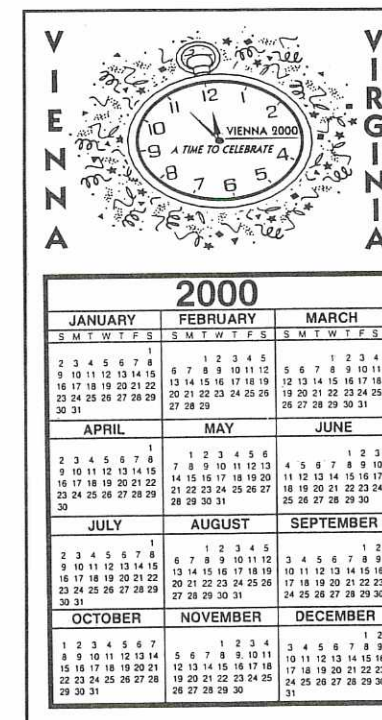 VIENNA
VIRGINIA
11 12 1
10 2
VIENNA 2000
9 A TIME TO CELEBRATE
8 4
7 6 5
2000
JANUARY
S M T W T F S
1
2 3 4 5 6 7 8
9 10 11 12 13 14 15
16 17 18 19 20 21 22
23 24 25 26 27 28 29
30 31
FEBRUARY
S M T W T F S
1 2 3 4 5
6 7 8 9 10 11 12
13 14 15 16 17 18 19
20 21 22 23 24 25 26
27 28 29
MARCH
S M T W T F S
1 2 3 4
5 6 7 8 9 10 11
12 13 14 15 16 17 18
19 20 21 22 23 24 25
26 27 28 29 30 31
APRIL
1
2 3 4 5 6 7 8
9 10 11 12 13 14 15
16 17 18 19 20 21 22
23 24 25 26 27 28 29
30
MAY
1 2 3 4 5 6
7 8 9 10 11 12 13
14 15 16 17 18 19 20
21 22 23 24 25 26 27
28 29 30 31
JUNE
1 2 3
4 5 6 7 8 9 10
11 12 13 14 15 16 17
18 19 20 21 22 23 24
25 26 27 28 29 30
JULY
1
2 3 4 5 6 7 8
9 10 11 12 13 14 15
16 17 18 19 20 21 22
23 24 25 26 27 28 29
30 31
AUGUST
1 2 3 4 5
6 7 8 9 10 11 12
13 14 15 16 17 18 19
20 21 22 23 24 25 26
27 28 29 30 31
SEPTEMBER
1 2
3 4 5 6 7 8 9
10 11 12 13 14 15 16
17 18 19 20 21 22 23
24 25 26 27 28 29 30
OCTOBER
1 2 3 4 5 6 7
8 9 10 11 12 13 14
15 16 17 18 19 20 21
22 23 24 25 26 27 28
29 30 31
NOVEMBER
1 2 3 4
5 6 7 8 9 10 11
12 13 14 15 16 17 18
19 20 21 22 23 24 25
26 27 28 29 30
DECEMBER
1 2
3 4 5 6 7 8 9
10 11 12 13 14 15 16
17 18 19 20 21 22 23
24 25 26 27 28 29 30
31